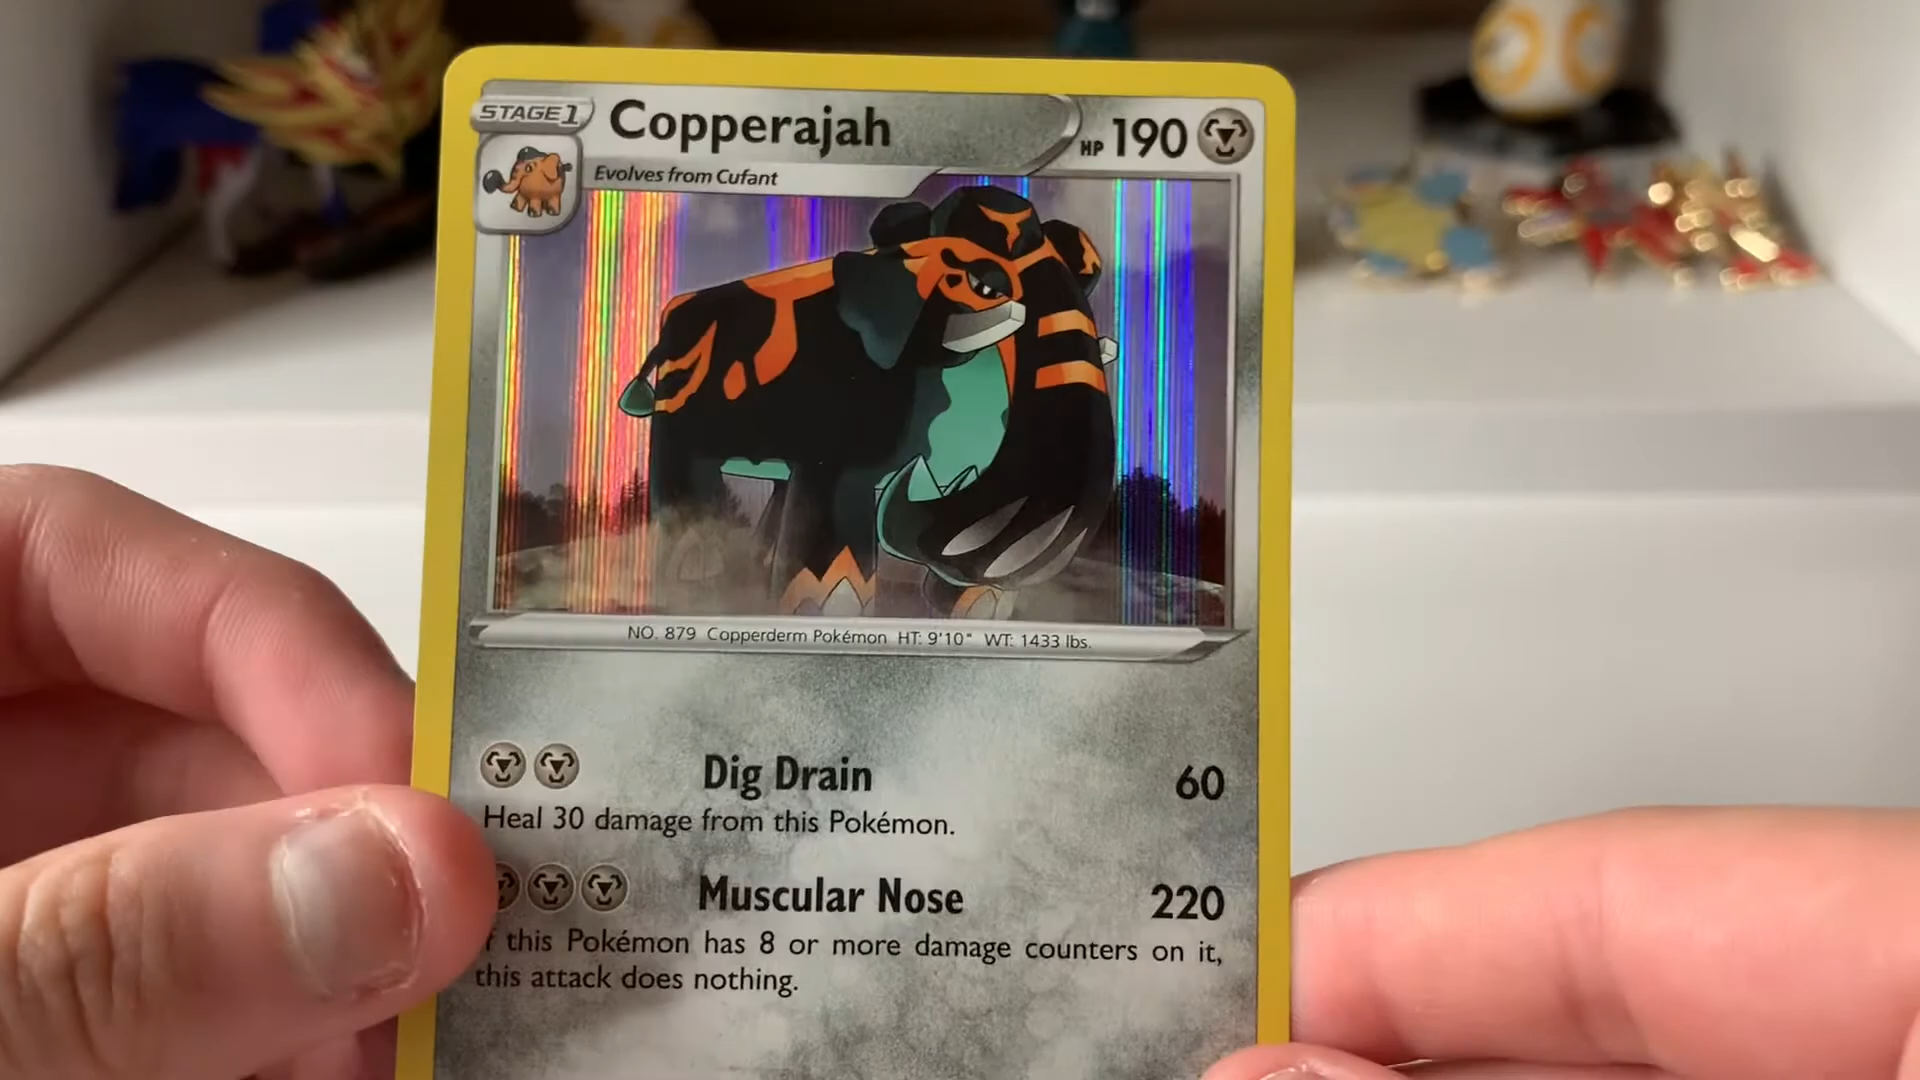 STAGE 1
Copperajah
HP 190
Evolves from Cufant
NO. 879 Copperderm Pokémon HT: 9'10" WT: 1433 lbs.
Dig Drain 60
Heal 30 damage from this Pokémon.
Muscular Nose 220
f this Pokémon has 8 or more damage counters on it,
this attack does nothing.